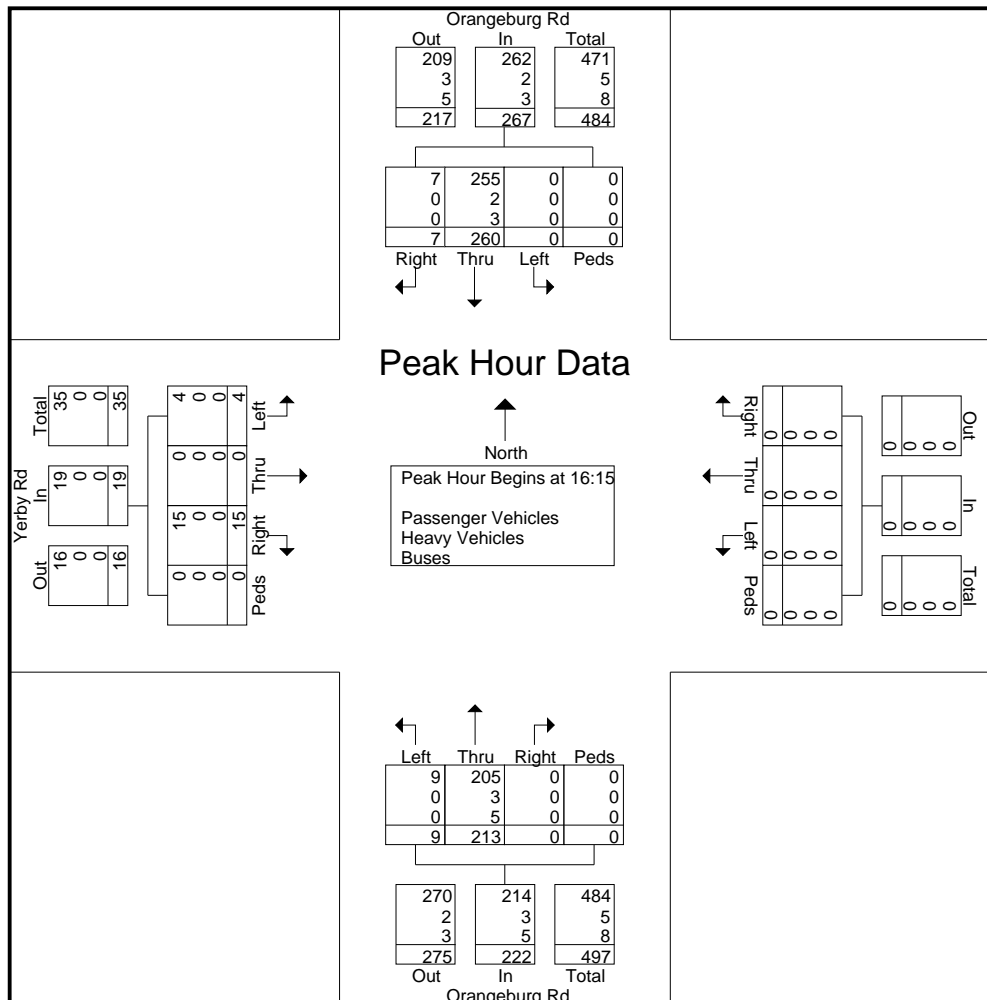 Orangeburg Rd
Out In Total
209 262 471
3 2 5
5 3 8
217 267 484
7 255 0 0
0 2 0 0
0 3 0 0
7 260 0 0
Right Thru Left Peds
Peak Hour Data
Yerby Rd
Total
35 0 0 35
In
19 0 0 19
Out
16 0 0 16
Left
4 0 0 4
Thru
0 0 0 0
Right
15 0 0 15
Peds
0 0 0 0
North
Peak Hour Begins at 16:15
Passenger Vehicles
Heavy Vehicles
Buses
Right
0 0 0 0
Thru
0 0 0 0
Left
0 0 0 0
Peds
0 0 0 0
Out
0 0 0 0
In
0 0 0 0
Total
0 0 0 0
Left Thru Right Peds
9 205 0 0
0 3 0 0
0 5 0 0
9 213 0 0
270 214 484
2 3 5
3 5 8
275 222 497
Out In Total
Orangeburg Rd